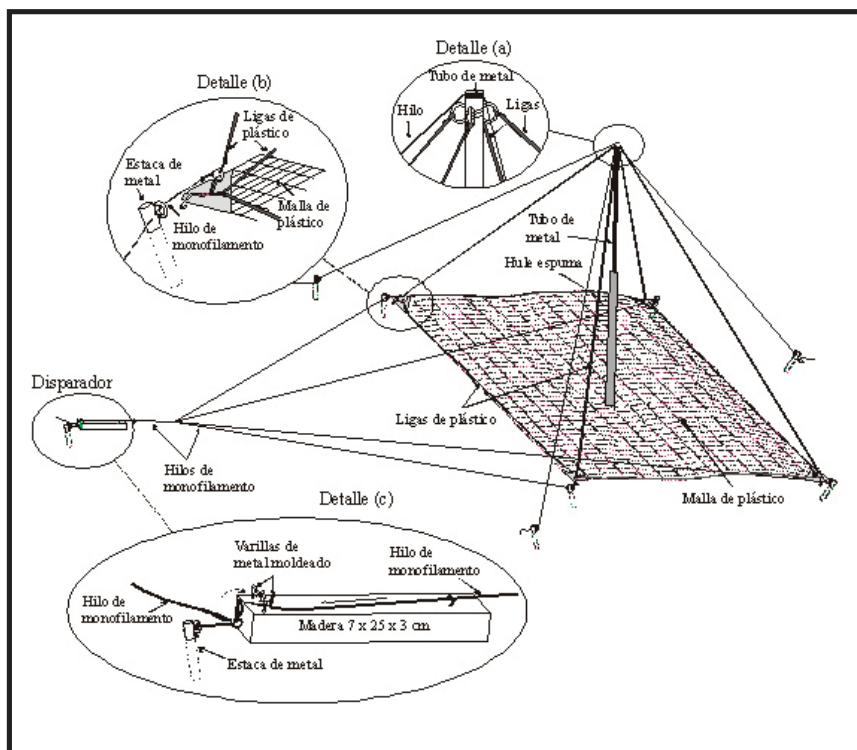 Detalle (a)
Tubo de metal
Hilo
Ligas
Detalle (b)
Ligas de
plástico
Estaca de
metal
Malla de
plástico
Hilo de
monofilamento
Tubo de
metal
Hule espuma
Disparador
Ligas de plástico
Hilos de
monofilamento
Malla de plástico
Detalle (c)
Varillas de
metal moldeado
Hilo de
monofilamento
Hilo de
monofilamento
Madera 7 x 25 x 3 cm
Estaca de metal